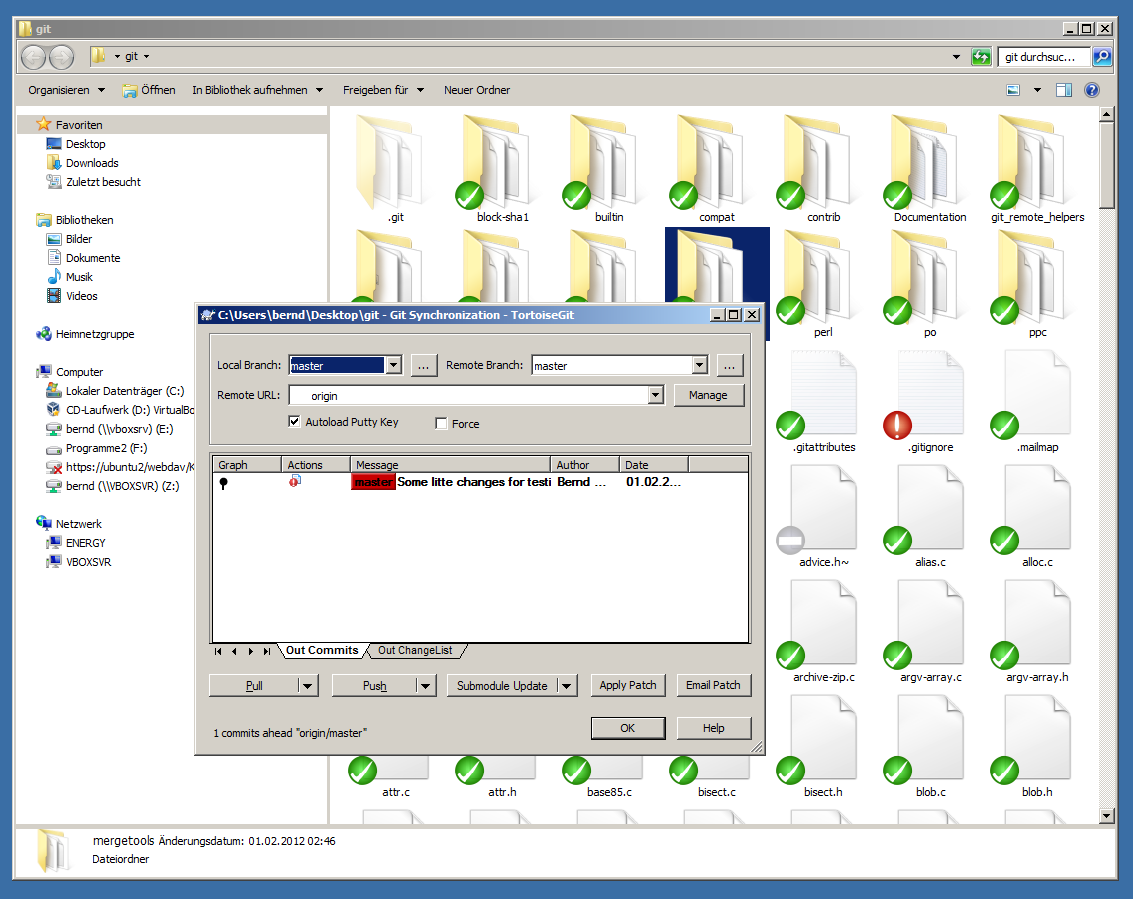 git
git
git durchsuc...
Organisieren
Öffnen
In Bibliothek aufnehmen
Freigeben für
Neuer Ordner
Favoriten
Desktop
Downloads
Zuletzt besucht
Bibliotheken
Bilder
Dokumente
Musik
Videos
Heimnetzgruppe
Computer
Lokaler Datenträger (C:)
CD-Laufwerk (D:) VirtualBo
bernd (\\vboxsrv) (E:)
Programme2 (F:)
https://ubuntu2/webdav/K
bernd (\\VBOXSVR) (Z:)
Netzwerk
ENERGY
VBOXSVR
.git
block-sha1
builtin
compat
contrib
Documentation
git_remote_helpers
perl
po
ppc
.gitattributes
.gitignore
.mailmap
advice.h~
alias.c
alloc.c
archive-zip.c
argv-array.c
argv-array.h
attr.c
attr.h
base85.c
bisect.c
bisect.h
blob.c
blob.h
C:\Users\bernd\Desktop\git - Git Synchronization - TortoiseGit
Local Branch:
master
...
Remote Branch:
master
...
Remote URL:
origin
Manage
Autoload Putty Key
Force
Graph
Actions
Message
Author
Date
master
Some litte changes for testi
Bernd ...
01.02.2...
Out Commits
Out ChangeList
Pull
Push
Submodule Update
Apply Patch
Email Patch
1 commits ahead "origin/master"
OK
Help
mergetools Änderungsdatum: 01.02.2012 02:46
Dateiordner